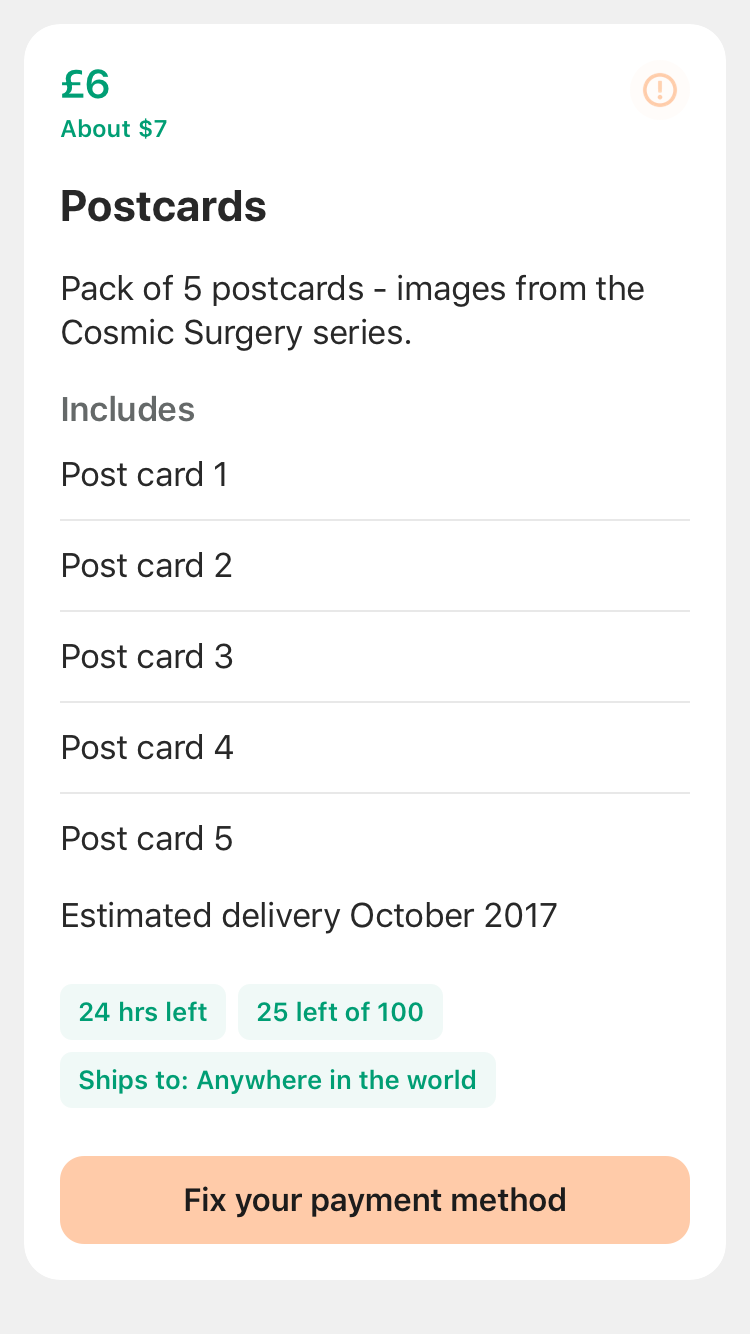 £6
About $7
Postcards
Pack of 5 postcards - images from the
Cosmic Surgery series.
Includes
Post card 1
Post card 2
Post card 3
Post card 4
Post card 5
Estimated delivery October 2017
24 hrs left
25 left of 100
Ships to: Anywhere in the world
Fix your payment method